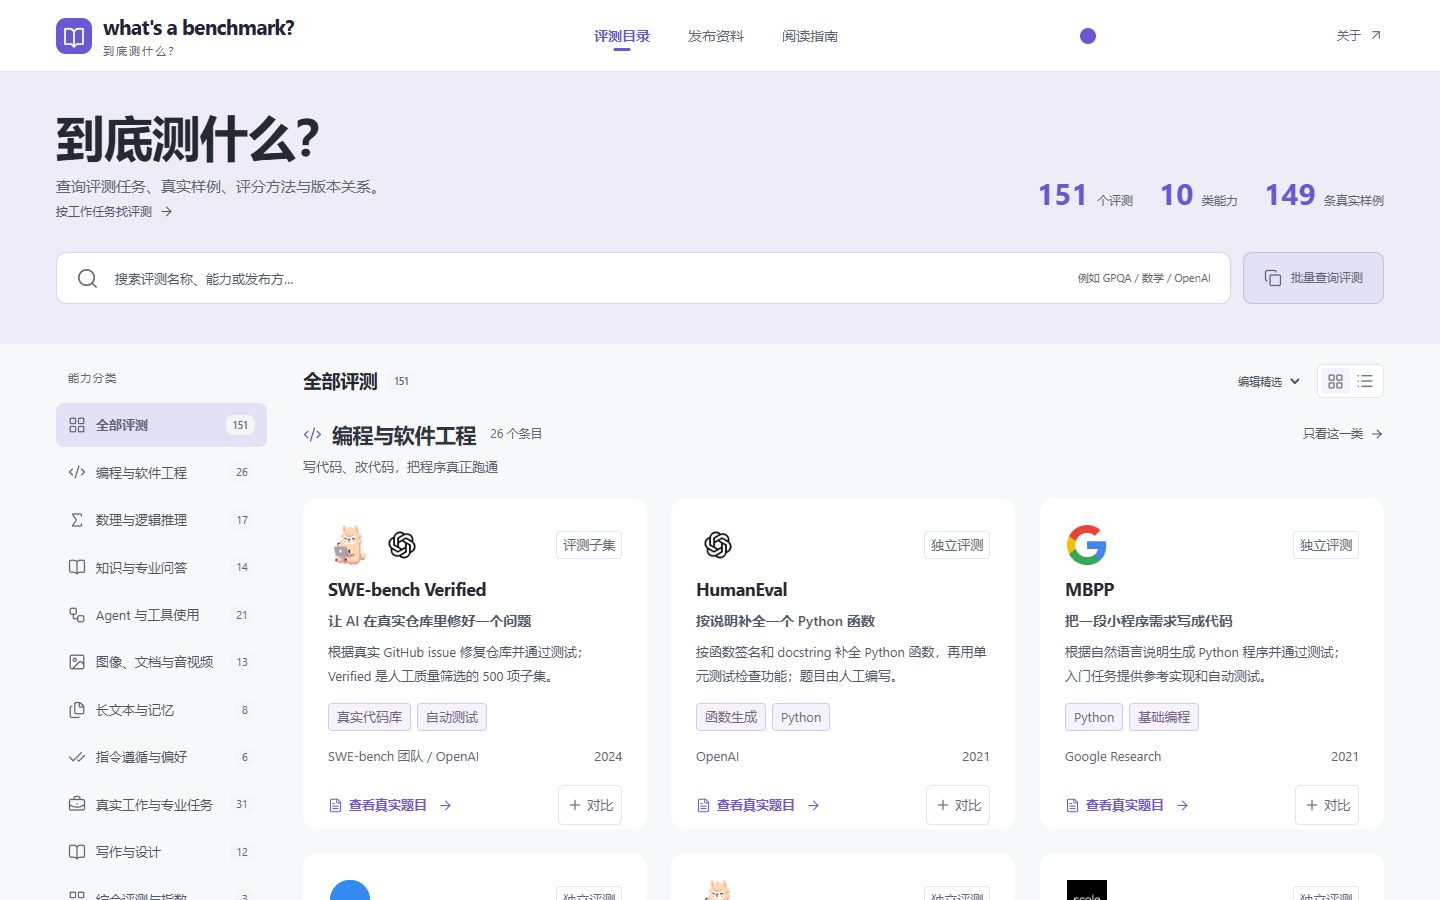 what's a benchmark?
到底测什么?
评测目录
发布资料
阅读指南
关于
到底测什么?
查询评测任务、真实样例、评分方法与版本关系。
按工作任务找评测
151 个评测
10 类能力
149 条真实样例
搜索评测名称、能力或发布方...
例如 GPQA / 数学 / OpenAI
批量查询评测
能力分类
全部评测 151
编程与软件工程 26
数理与逻辑推理 17
知识与专业问答 14
Agent 与工具使用 21
图像、文档与音视频 13
长文本与记忆 8
指令遵循与偏好 6
真实工作与专业任务 31
写作与设计 12
综合评测与指数 3
全部评测 151
编辑精选
编程与软件工程 26 个条目
只看这一类
写代码、改代码，把程序真正跑通
评测子集
SWE-bench Verified
让 AI 在真实仓库里修好一个问题
根据真实 GitHub issue 修复仓库并通过测试；
Verified 是人工质量筛选的 500 项子集。
真实代码库 自动测试
SWE-bench 团队 / OpenAI 2024
查看真实题目
对比
独立评测
HumanEval
按说明补全一个 Python 函数
按函数签名和 docstring 补全 Python 函数，再用单
元测试检查功能；题目由人工编写。
函数生成 Python
OpenAI 2021
查看真实题目
对比
独立评测
MBPP
把一段小程序需求写成代码
根据自然语言说明生成 Python 程序并通过测试；
入门任务提供参考实现和自动测试。
Python 基础编程
Google Research 2021
查看真实题目
对比
独立评测
独立评测
scale
独立评测